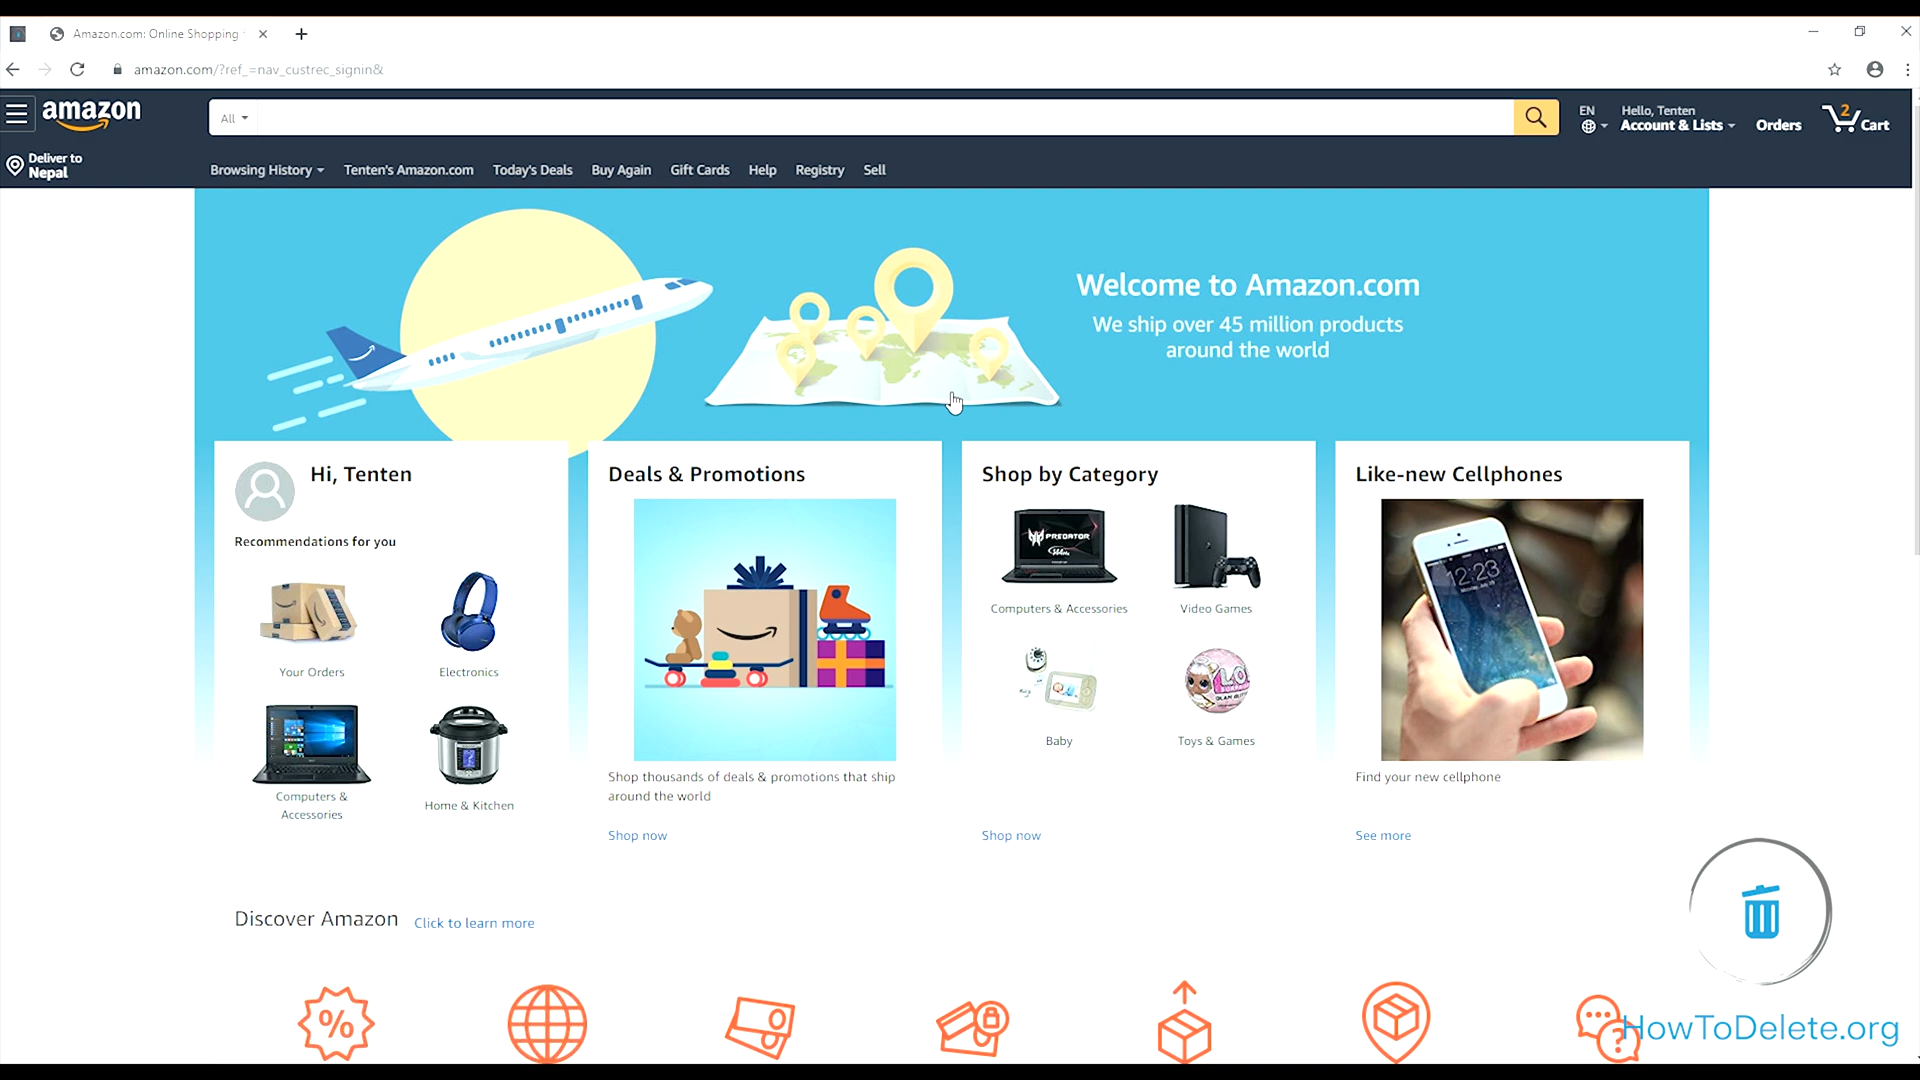 Amazon.com: Online Shopping
amazon.com/?ref_=nav_custrec_signin&
amazon
All
EN
Hello, Tenten
Account & Lists
Orders
2
Cart
Deliver to
Nepal
Browsing History
Tenten's Amazon.com
Today's Deals
Buy Again
Gift Cards
Help
Registry
Sell
Welcome to Amazon.com
We ship over 45 million products
around the world
Hi, Tenten
Recommendations for you
Your Orders
Electronics
Computers &
Accessories
Home & Kitchen
Deals & Promotions
Shop thousands of deals & promotions that ship
around the world
Shop now
Shop by Category
PREDATOR
Computers & Accessories
Video Games
Baby
Toys & Games
Shop now
Like-new Cellphones
12:23
Find your new cellphone
See more
Discover Amazon
Click to learn more
HowToDelete.org